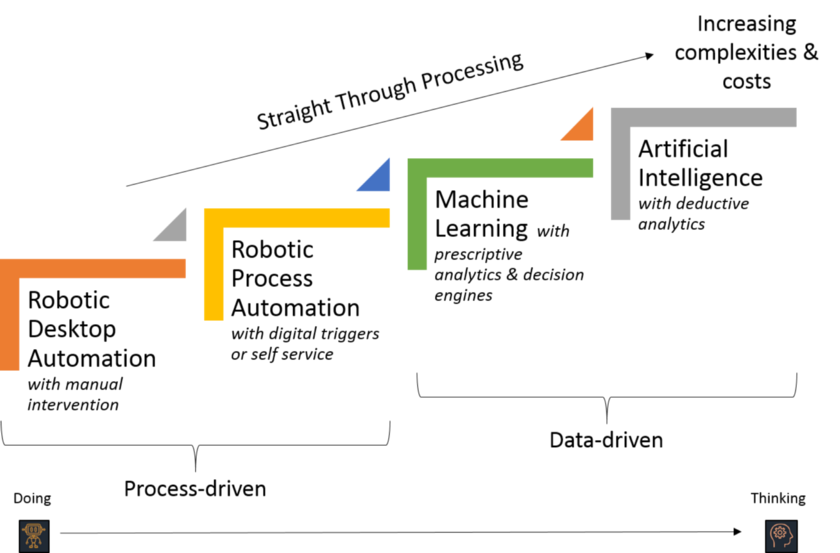 Increasing
complexities &
costs
Straight Through Processing
Artificial
Intelligence
with deductive
analytics
Machine
Learning with
prescriptive
analytics & decision
engines
Robotic
Process
Automation
with digital triggers
or self service
Robotic
Desktop
Automation
with manual
intervention
Data-driven
Process-driven
Doing
Thinking